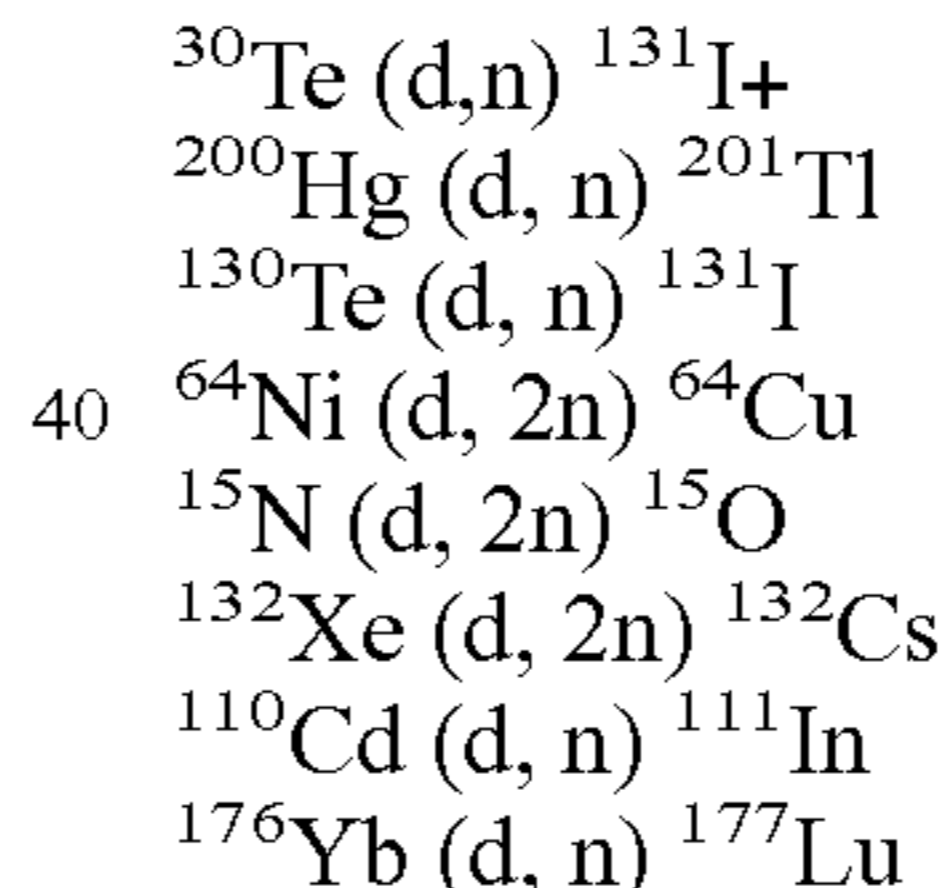 ³⁰Te (d,n) ¹³¹I+
²⁰⁰Hg (d, n) ²⁰¹Tl
¹³⁰Te (d, n) ¹³¹I
40 ⁶⁴Ni (d, 2n) ⁶⁴Cu
¹⁵N (d, 2n) ¹⁵O
¹³²Xe (d, 2n) ¹³²Cs
¹¹⁰Cd (d, n) ¹¹¹In
¹⁷⁶Yb (d, n) ¹⁷⁷Lu